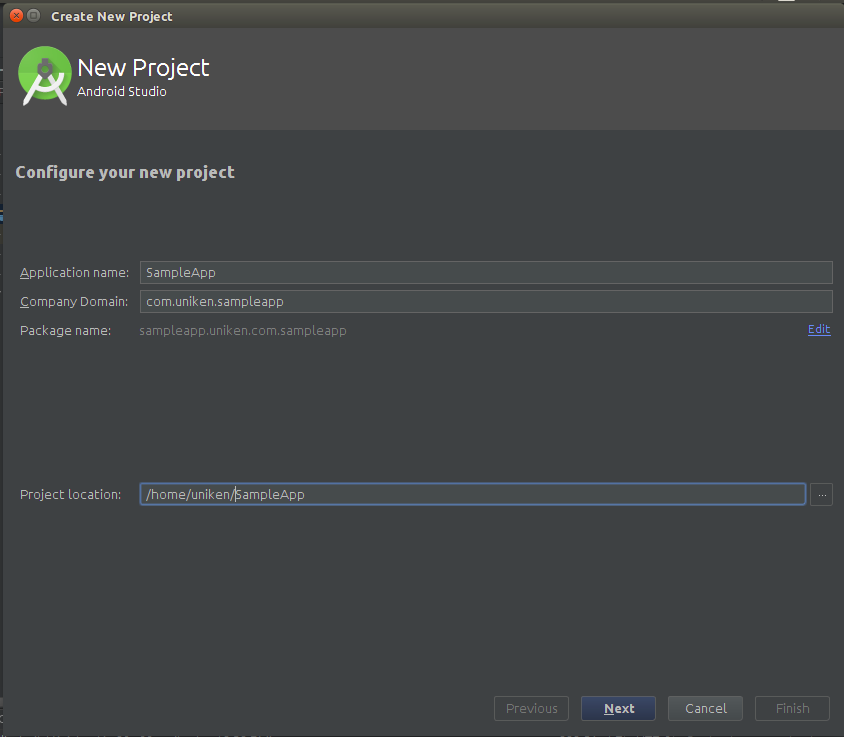 Create New Project
New Project
Android Studio
Configure your new project
Application name: SampleApp
Company Domain: com.uniken.sampleapp
Package name: sampleapp.uniken.com.sampleapp Edit
Project location: /home/uniken/SampleApp ...
Previous Next Cancel Finish